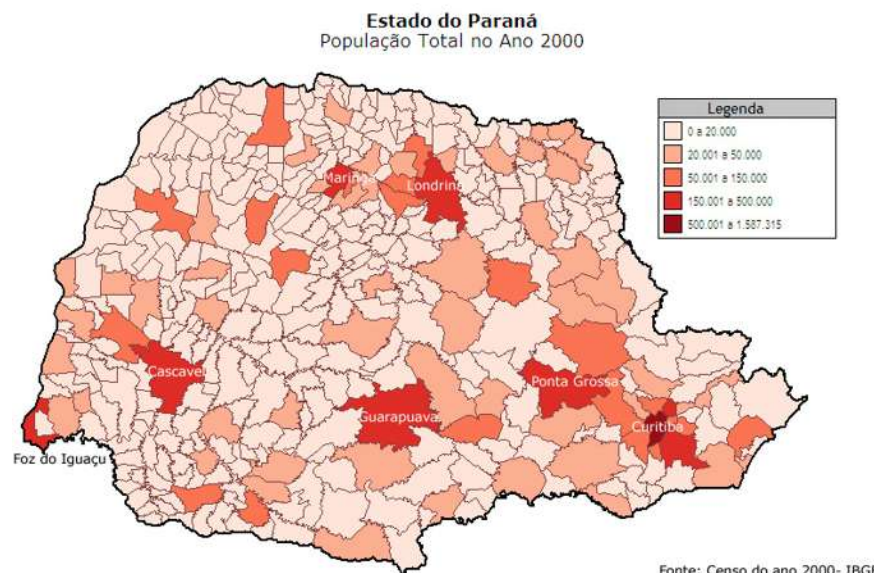 Estado do Paraná
População Total no Ano 2000
Legenda
0 a 20.000
20.001 a 50.000
50.001 a 150.000
150.001 a 500.000
500.001 a 1.587.315
Maringá
Londrina
Cascavel
Ponta Grossa
Guarapuava
Curitiba
Foz do Iguaçu
Fonte: Censo do ano 2000- IBGE